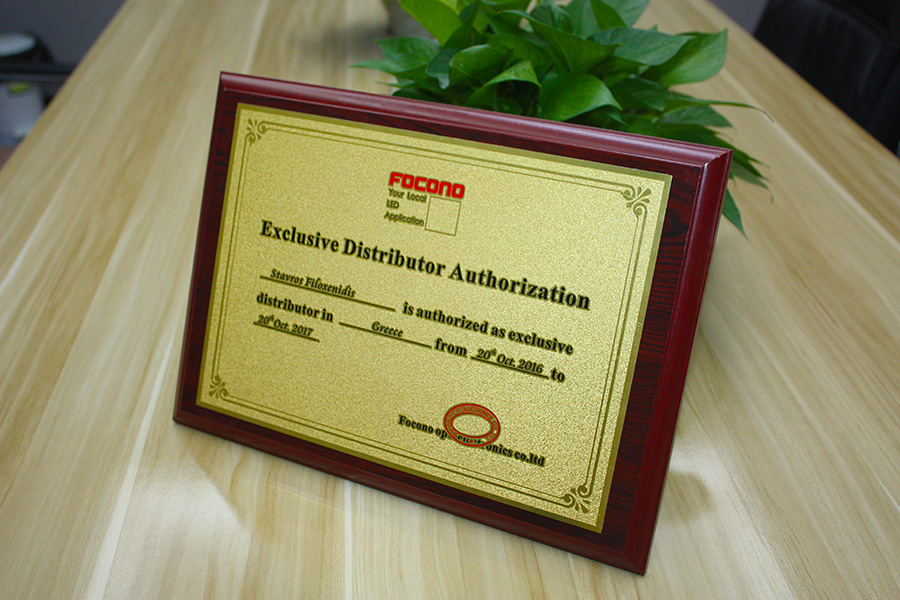 FOCONO
Your Local
LED
Application
Exclusive Distributor Authorization
Stavros Filoxenidis is authorized as exclusive
distributor in Greece from 20th Oct. 2016 to
20th Oct. 2017
Focono op onics co.ltd